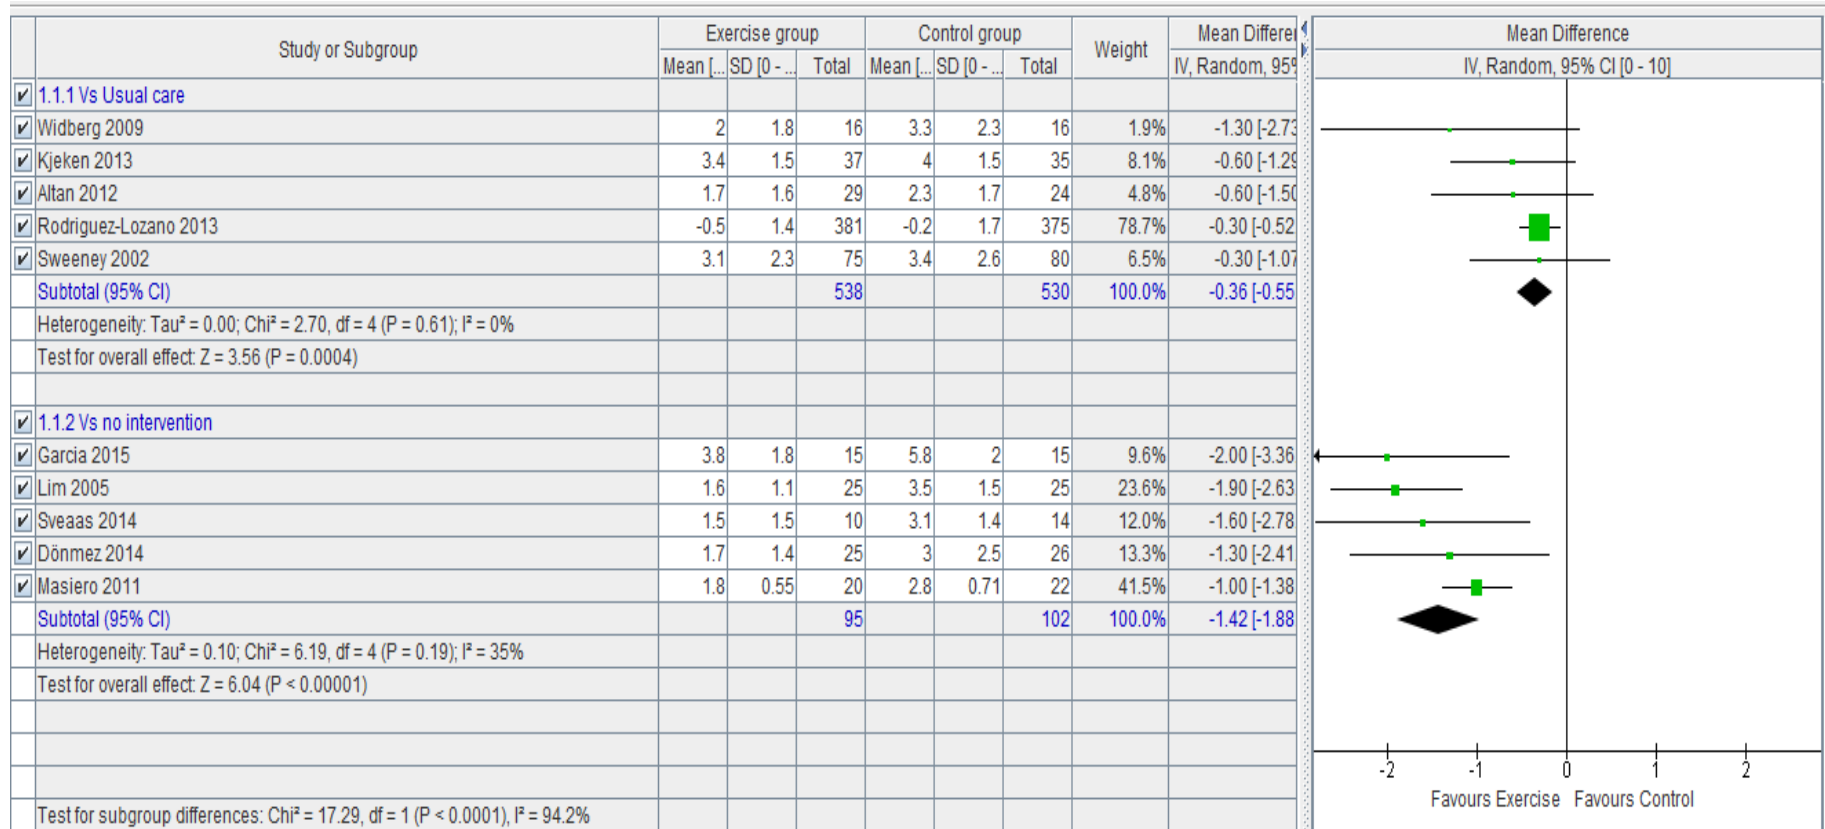 Study or Subgroup Exercise group Control group Weight Mean Differer Mean Difference
Mean [... SD [0 - ... Total Mean [... SD [0 - ... Total IV, Random, 95% IV, Random, 95% CI [0 - 10]
1.1.1 Vs Usual care
Widberg 2009 2 1.8 16 3.3 2.3 16 1.9% -1.30 [-2.73
Kjeken 2013 3.4 1.5 37 4 1.5 35 8.1% -0.60 [-1.29
Altan 2012 1.7 1.6 29 2.3 1.7 24 4.8% -0.60 [-1.50
Rodriguez-Lozano 2013 -0.5 1.4 381 -0.2 1.7 375 78.7% -0.30 [-0.52
Sweeney 2002 3.1 2.3 75 3.4 2.6 80 6.5% -0.30 [-1.07
Subtotal (95% CI) 538 530 100.0% -0.36 [-0.55
Heterogeneity: Tau² = 0.00; Chi² = 2.70, df = 4 (P = 0.61); I² = 0%
Test for overall effect: Z = 3.56 (P = 0.0004)
1.1.2 Vs no intervention
Garcia 2015 3.8 1.8 15 5.8 2 15 9.6% -2.00 [-3.36
Lim 2005 1.6 1.1 25 3.5 1.5 25 23.6% -1.90 [-2.63
Sveaas 2014 1.5 1.5 10 3.1 1.4 14 12.0% -1.60 [-2.78
Dönmez 2014 1.7 1.4 25 3 2.5 26 13.3% -1.30 [-2.41
Masiero 2011 1.8 0.55 20 2.8 0.71 22 41.5% -1.00 [-1.38
Subtotal (95% CI) 95 102 100.0% -1.42 [-1.88
Heterogeneity: Tau² = 0.10; Chi² = 6.19, df = 4 (P = 0.19); I² = 35%
Test for overall effect: Z = 6.04 (P < 0.00001)
-2 -1 0 1 2
Favours Exercise Favours Control
Test for subgroup differences: Chi² = 17.29, df = 1 (P < 0.0001), I² = 94.2%